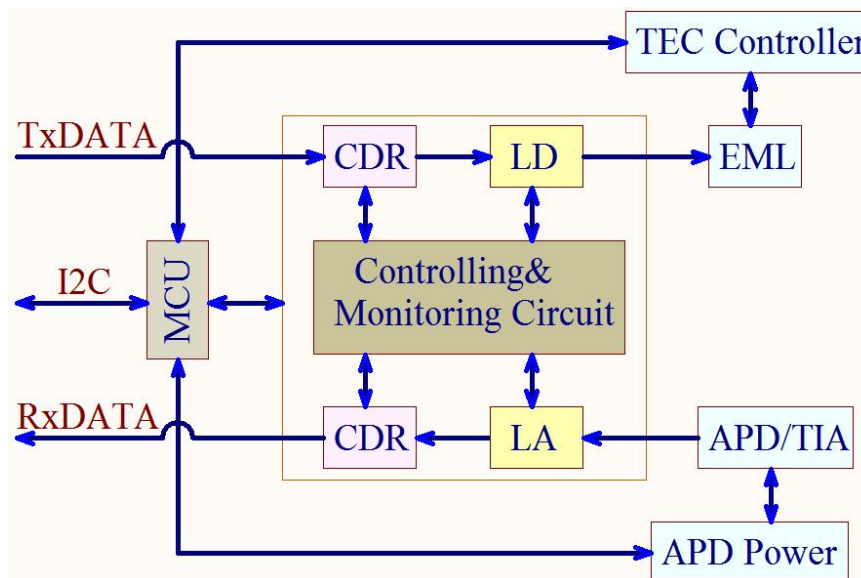 TEC Controller
TxDATA
CDR
LD
EML
I2C
MCU
Controlling&
Monitoring Circuit
RxDATA
CDR
LA
APD/TIA
APD Power